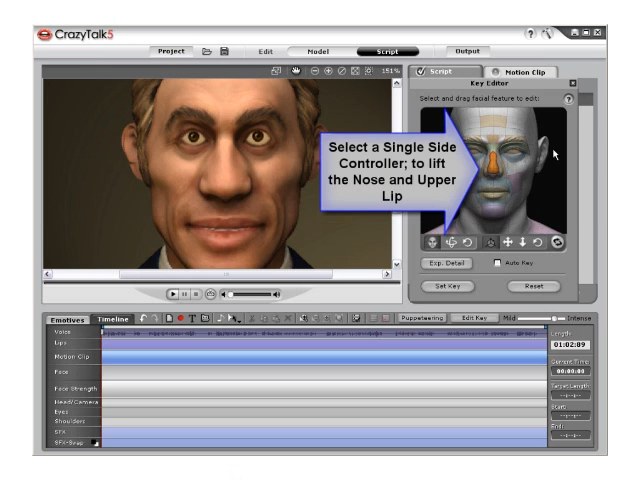 CrazyTalk5
Project Edit Model Script Output
151%
Script Motion Clip
Key Editor
Select and drag facial feature to edit:
Select a Single Side
Controller; to lift
the Nose and Upper
Lip
Exp. Detail Auto Key
Set Key Reset
Emotives Timeline Puppeteering Edit Key Mild Intense
Voice
Lips
Motion Clip
Face
Face Strength
Head/Camera
Eyes
Shoulders
SFX
SFX-Swap
Length:
01:02:89
Current Time:
00:00:00
Target Length:
--:--:--
Start:
--:--:--
End:
--:--:--